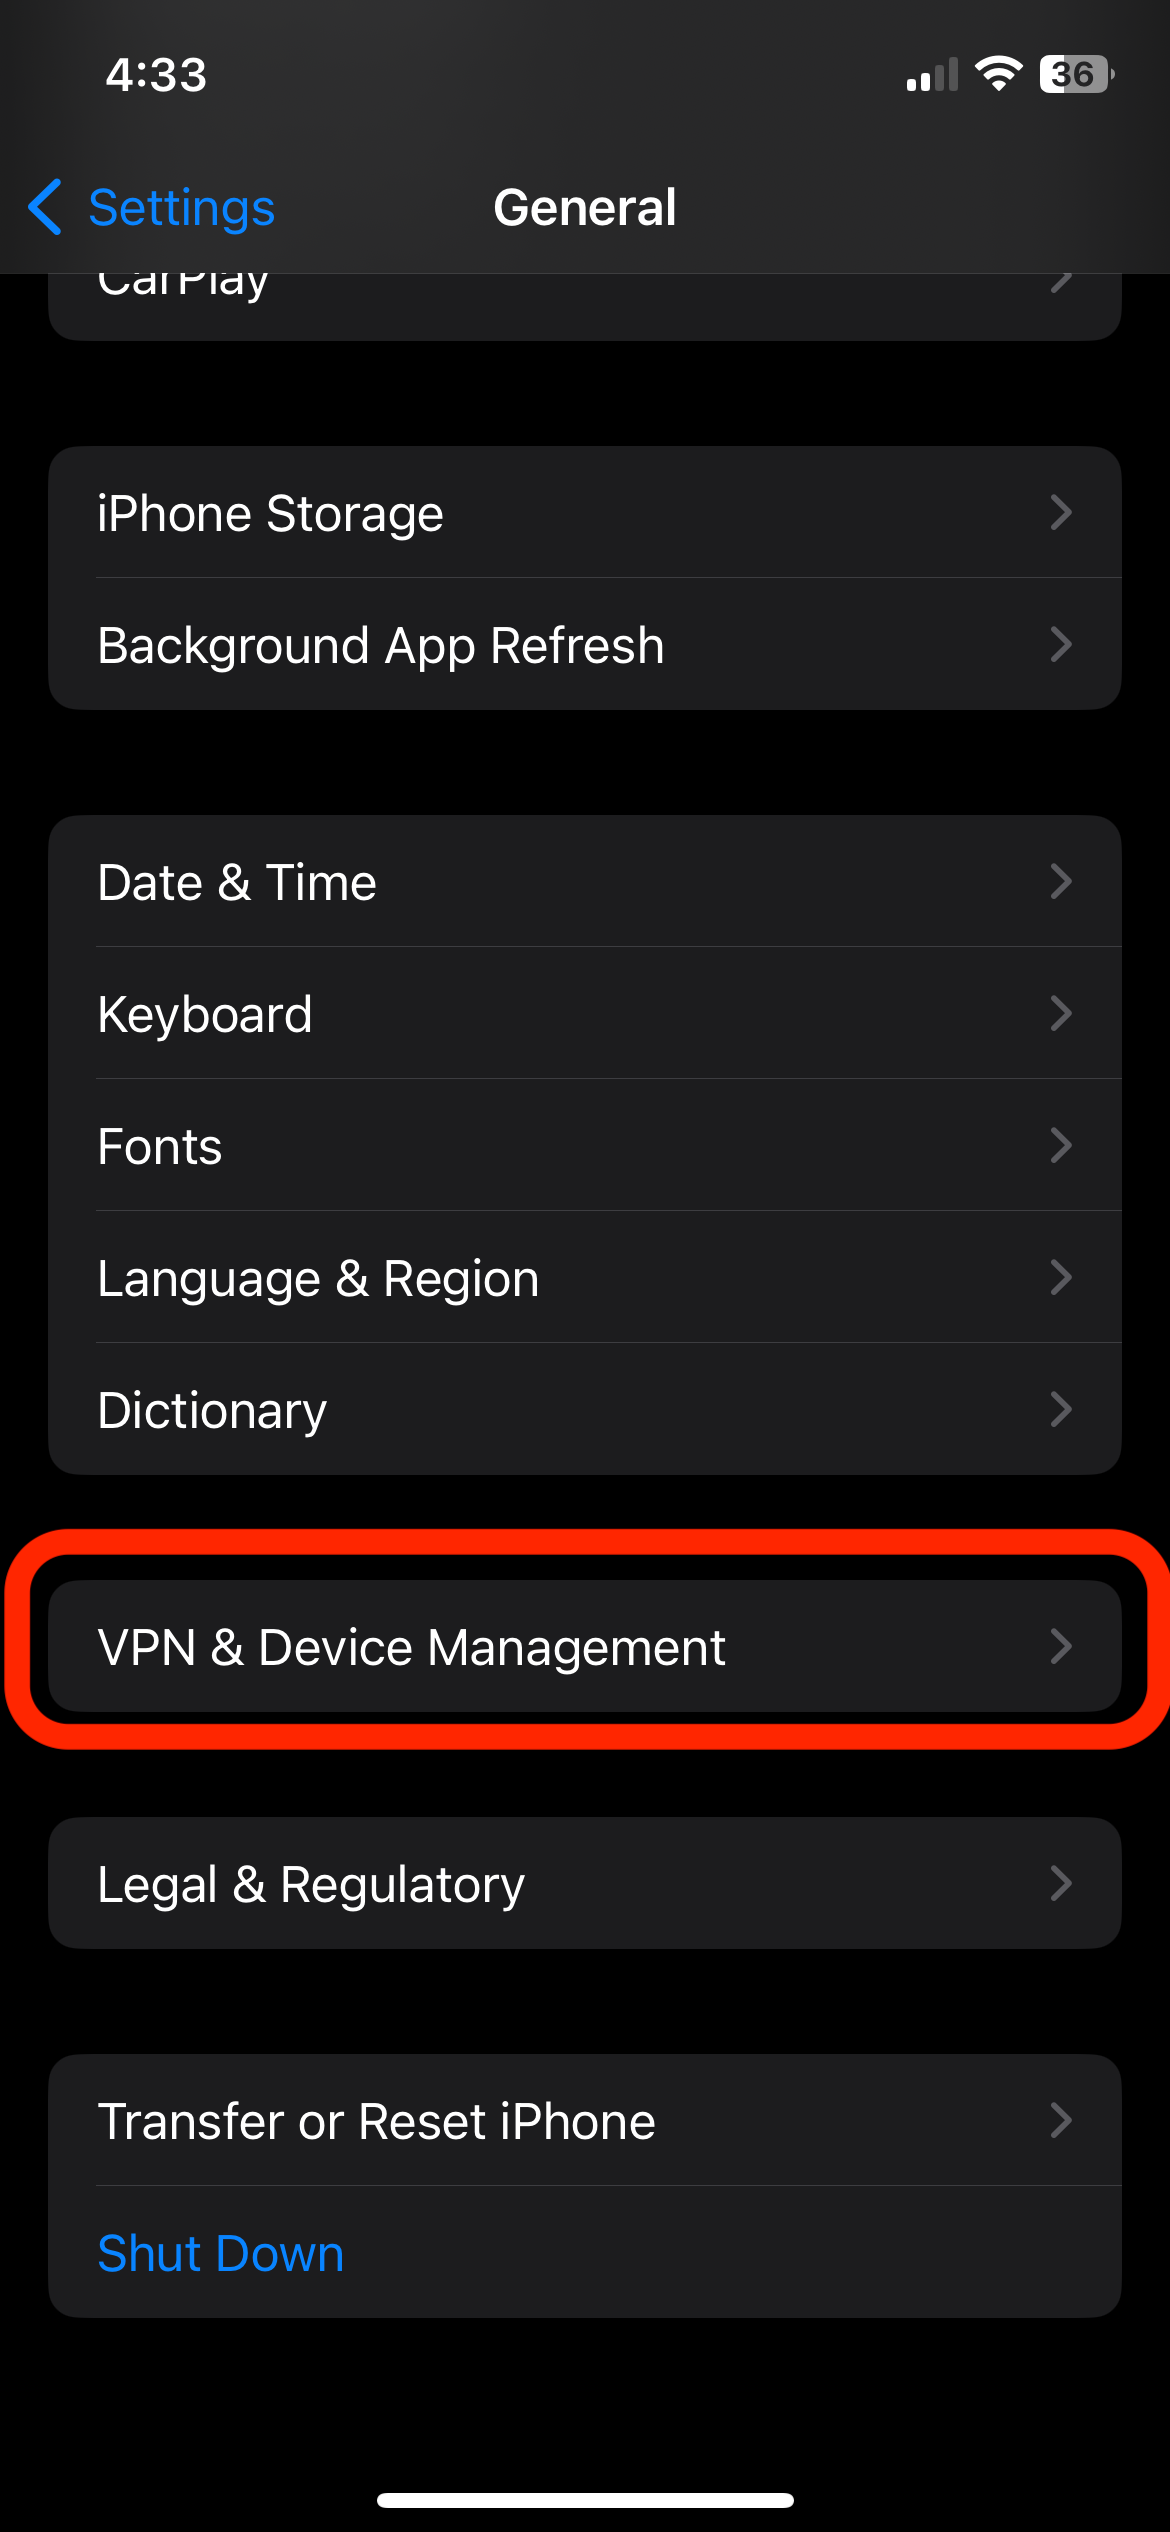 4:33
36
Settings
General
CarPlay
iPhone Storage
Background App Refresh
Date & Time
Keyboard
Fonts
Language & Region
Dictionary
VPN & Device Management
Legal & Regulatory
Transfer or Reset iPhone
Shut Down